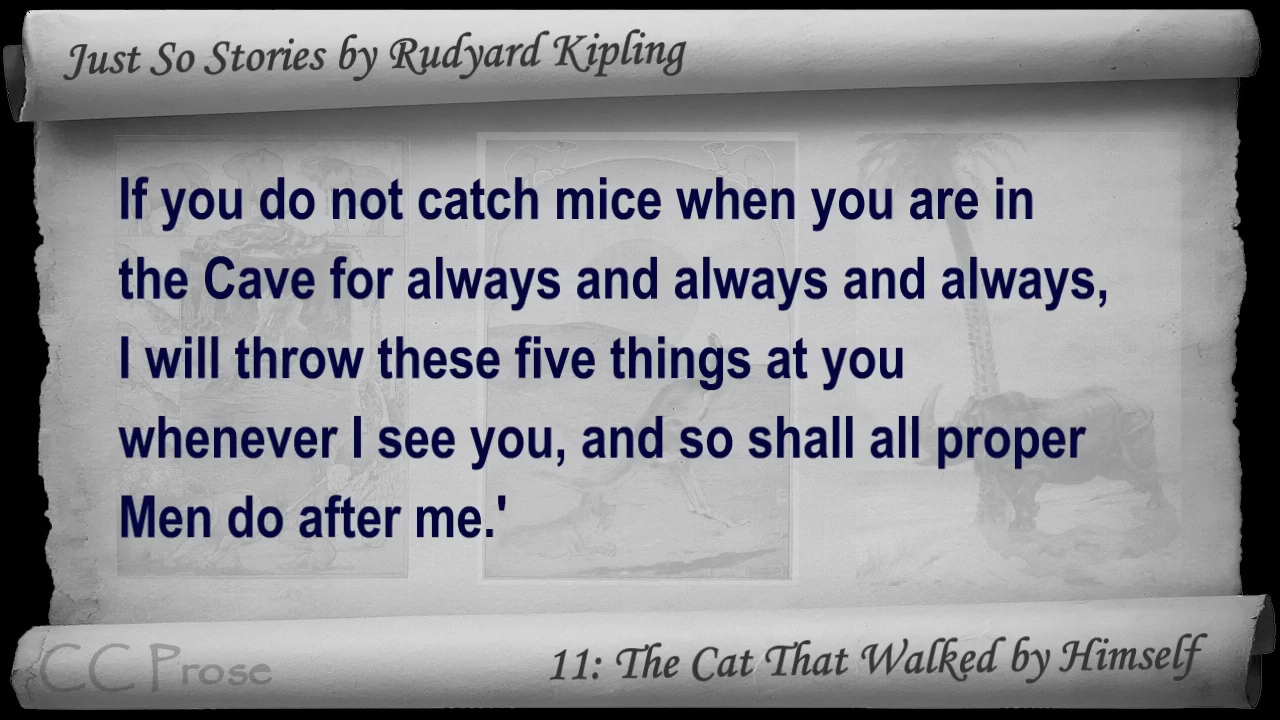 Just So Stories by Rudyard Kipling
If you do not catch mice when you are in
the Cave for always and always and always,
I will throw these five things at you
whenever I see you, and so shall all proper
Men do after me.'
CC Prose
11: The Cat That Walked by Himself